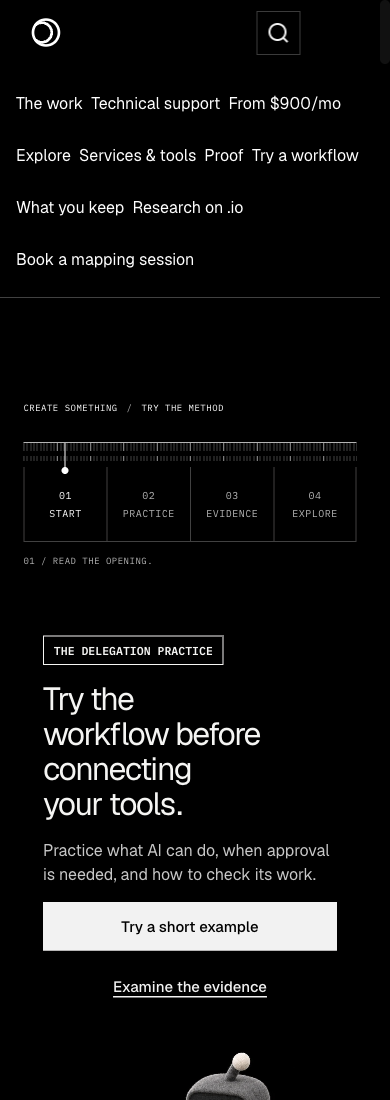 The work Technical support From $900/mo
Explore Services & tools Proof Try a workflow
What you keep Research on .io
Book a mapping session
CREATE SOMETHING / TRY THE METHOD
01 02 03 04
START PRACTICE EVIDENCE EXPLORE
01 / READ THE OPENING.
THE DELEGATION PRACTICE
Try the
workflow before
connecting
your tools.
Practice what AI can do, when approval
is needed, and how to check its work.
Try a short example
Examine the evidence